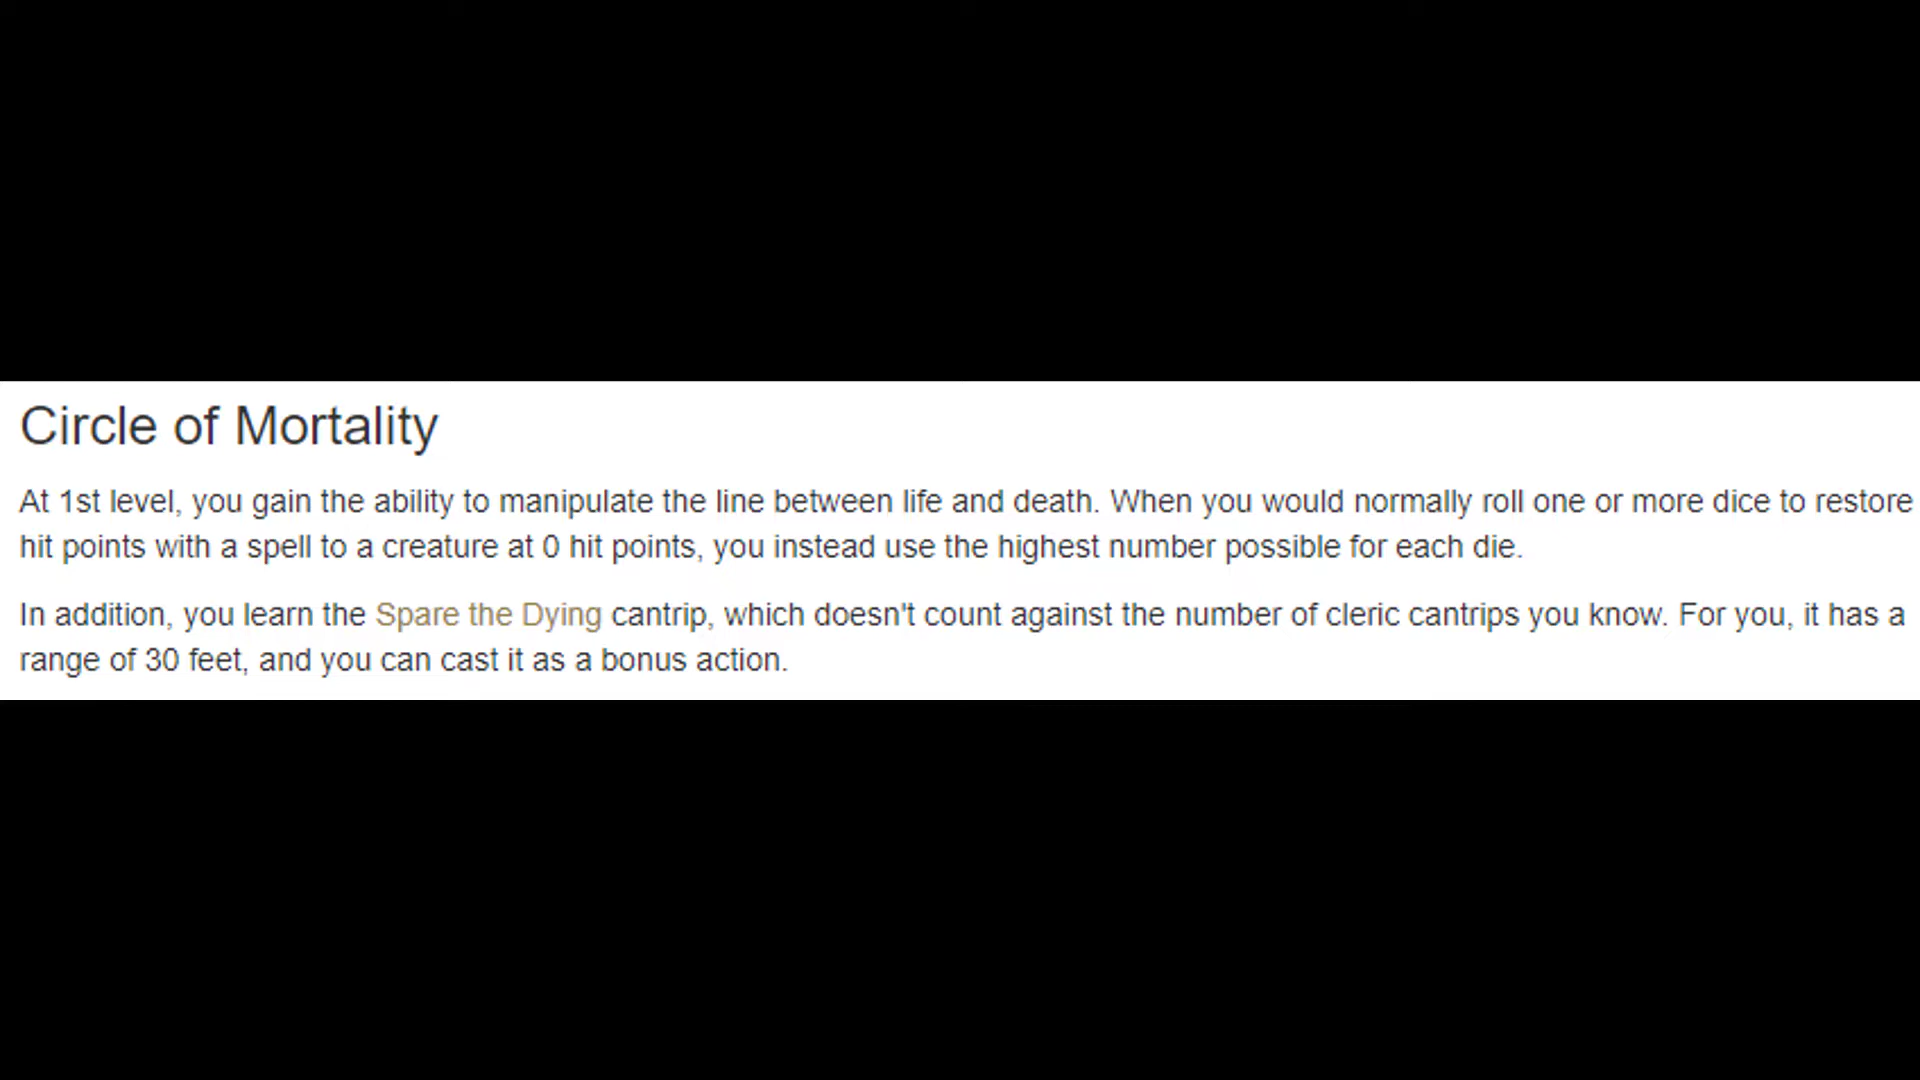 Circle of Mortality
At 1st level, you gain the ability to manipulate the line between life and death. When you would normally roll one or more dice to restore
hit points with a spell to a creature at 0 hit points, you instead use the highest number possible for each die.
In addition, you learn the Spare the Dying cantrip, which doesn't count against the number of cleric cantrips you know. For you, it has a
range of 30 feet, and you can cast it as a bonus action.